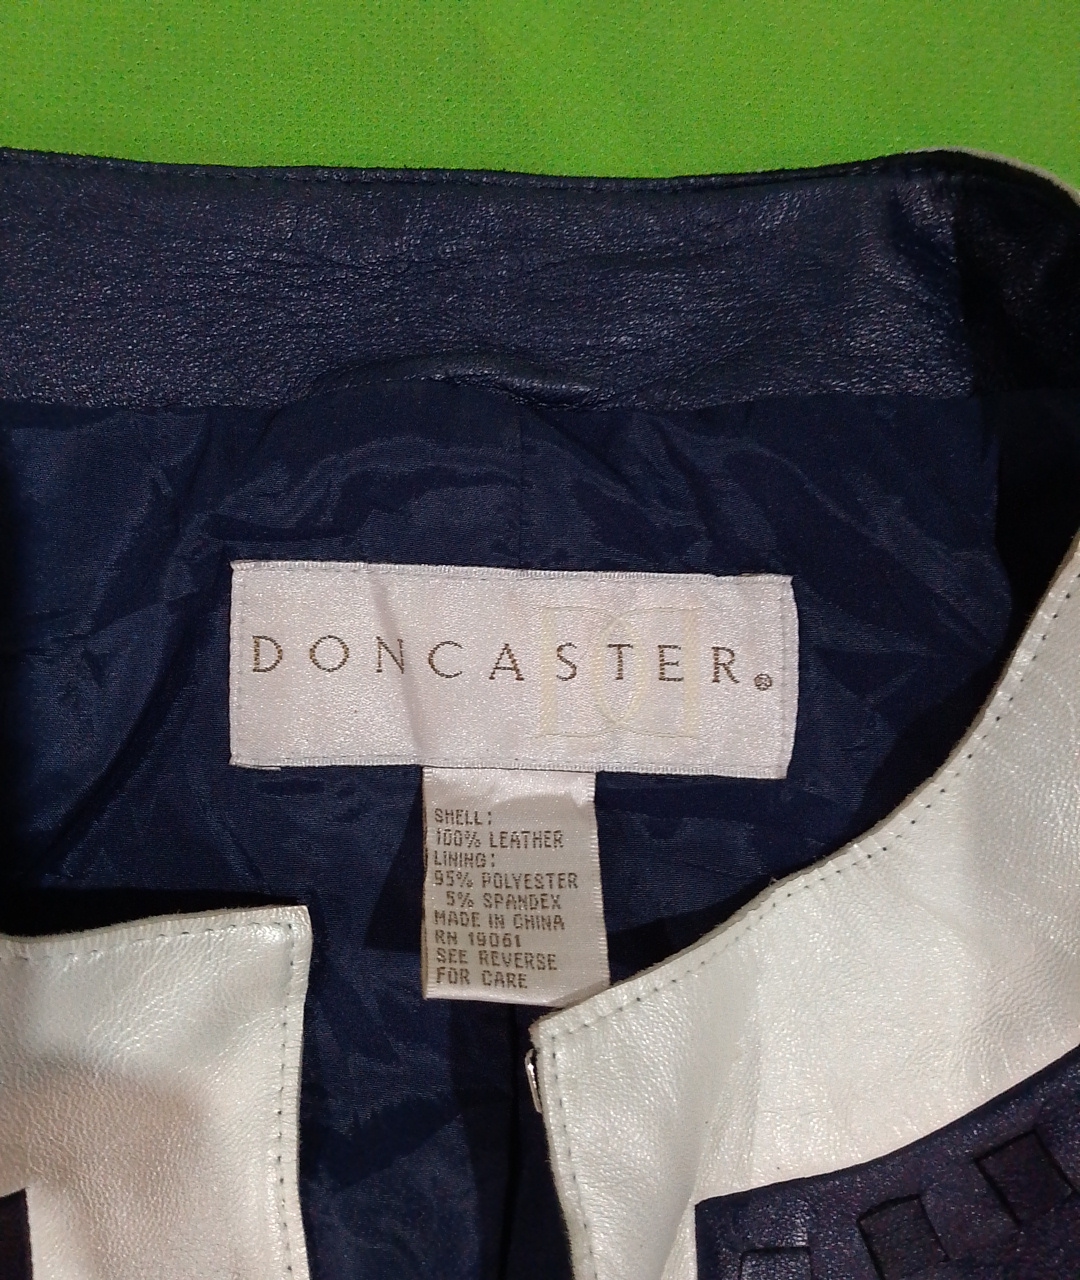 DONCASTER®
SHELL:
100% LEATHER
LINING:
95% POLYESTER
5% SPANDEX
MADE IN CHINA
RN 19061
SEE REVERSE
FOR CARE